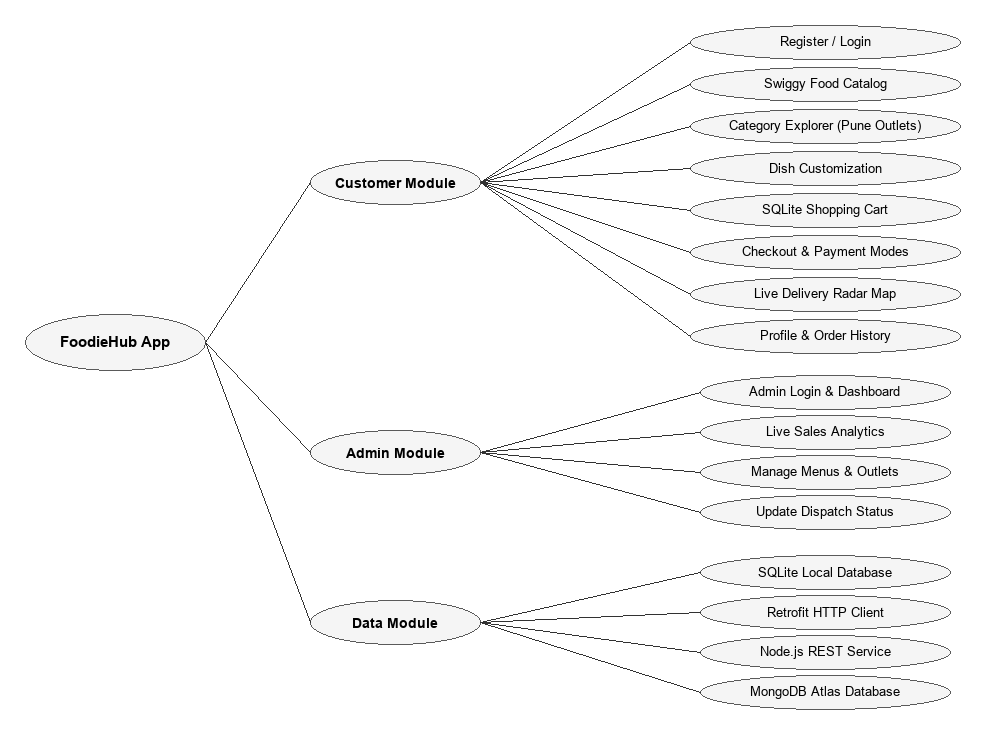 FoodieHub App
Customer Module
Register / Login
Swiggy Food Catalog
Category Explorer (Pune Outlets)
Dish Customization
SQLite Shopping Cart
Checkout & Payment Modes
Live Delivery Radar Map
Profile & Order History
Admin Module
Admin Login & Dashboard
Live Sales Analytics
Manage Menus & Outlets
Update Dispatch Status
Data Module
SQLite Local Database
Retrofit HTTP Client
Node.js REST Service
MongoDB Atlas Database